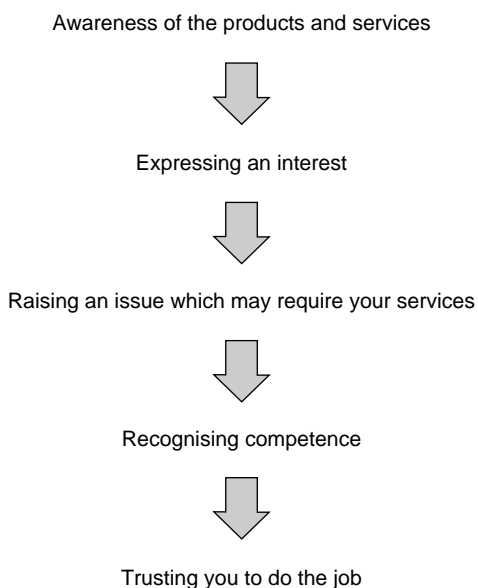 Awareness of the products and services
Expressing an interest
Raising an issue which may require your services
Recognising competence
Trusting you to do the job